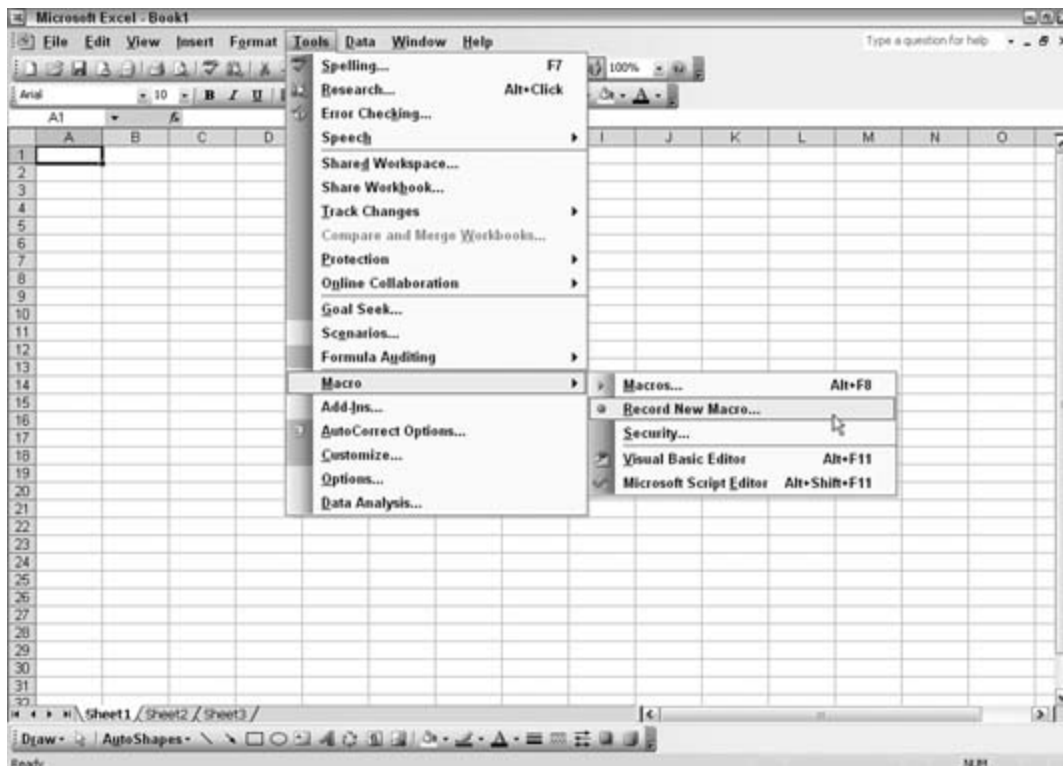 Microsoft Excel - Book1
File Edit View Insert Format Tools Data Window Help Type a question for help
100%
Arial 10 B I U
A1 fx
A B C D I J K L M N O
Spelling... F7
Research... Alt+Click
Error Checking...
Speech
Shared Workspace...
Share Workbook...
Track Changes
Compare and Merge Workbooks...
Protection
Online Collaboration
Goal Seek...
Scenarios...
Formula Auditing
Macro
Add-Ins...
AutoCorrect Options...
Customize...
Options...
Data Analysis...
Macros... Alt+F8
Record New Macro...
Security...
Visual Basic Editor Alt+F11
Microsoft Script Editor Alt+Shift+F11
1
2
3
4
5
6
7
8
9
10
11
12
13
14
15
16
17
18
19
20
21
22
23
24
25
26
27
28
29
30
31
32
Sheet1 / Sheet2 / Sheet3 /
Draw AutoShapes
Ready NUM